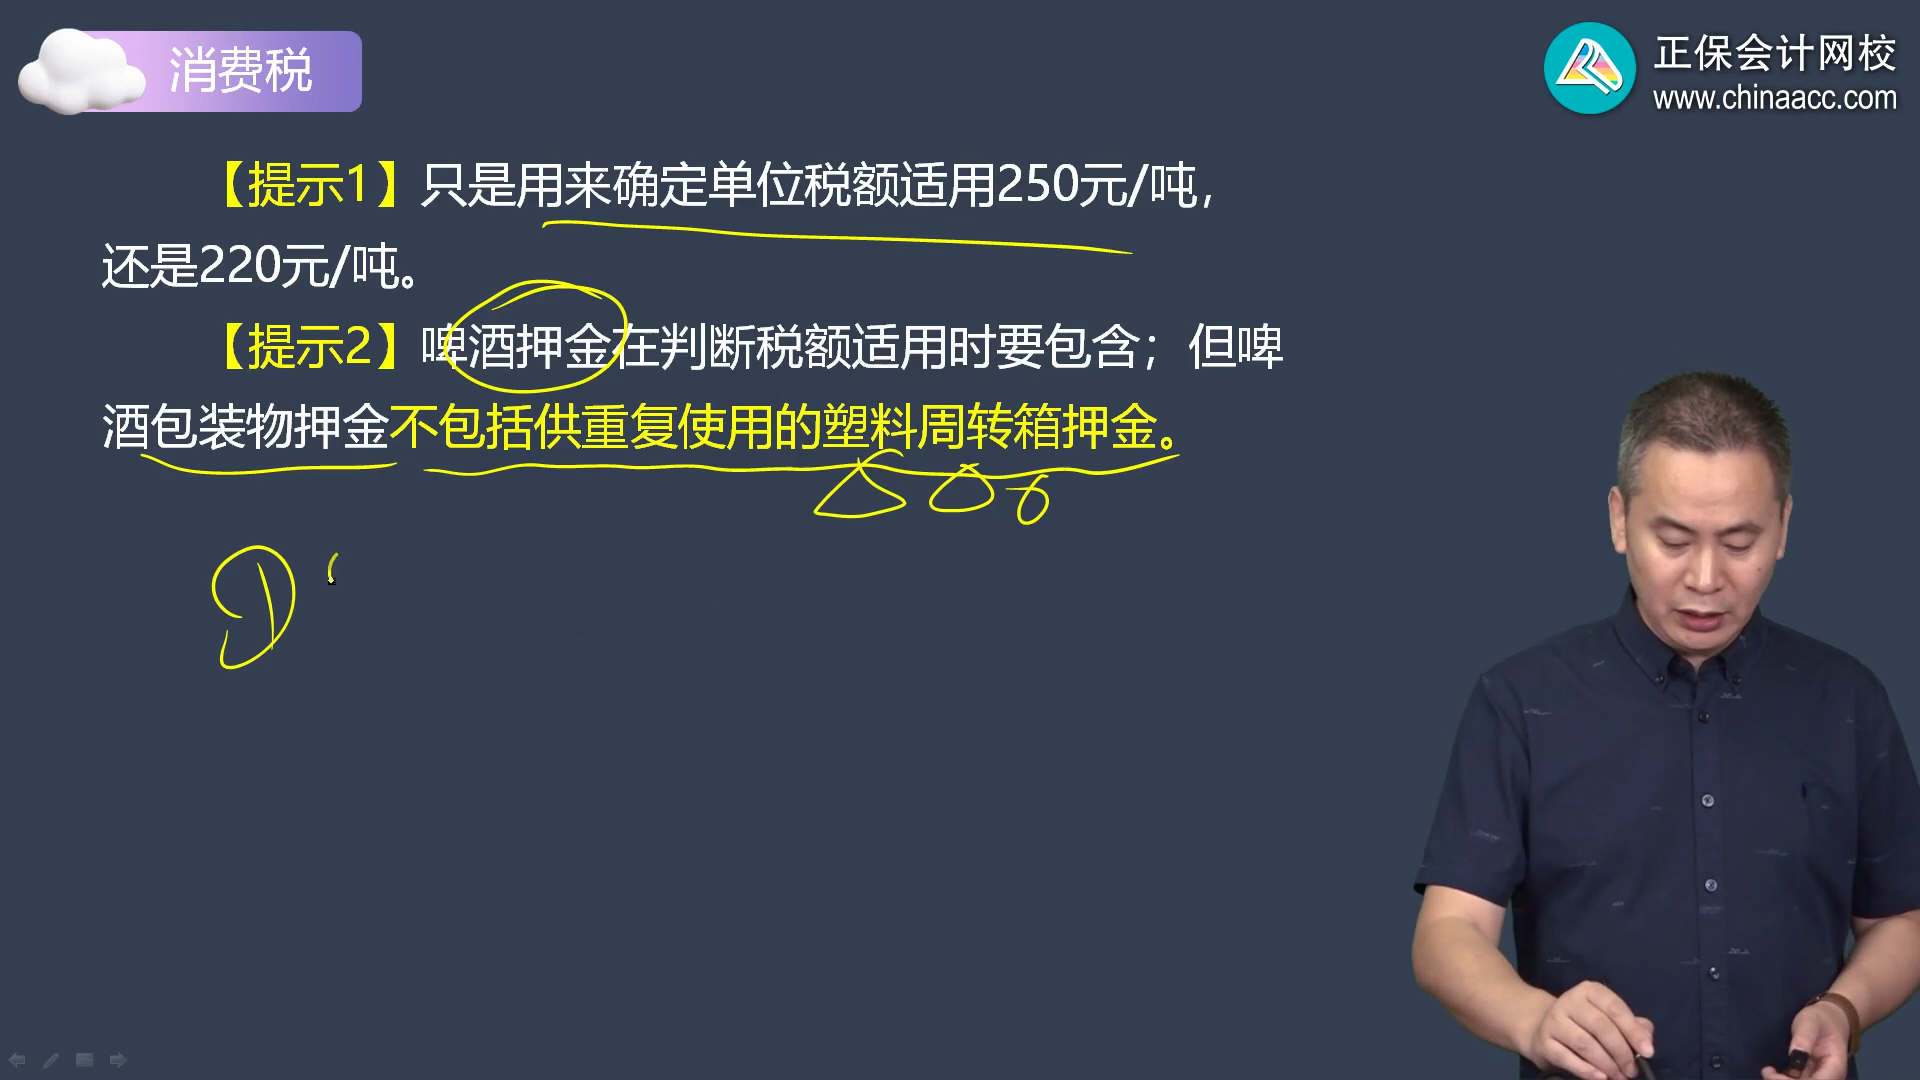 消费税
正保会计网校
www.chinaacc.com
【提示1】只是用来确定单位税额适用250元/吨，
还是220元/吨。
【提示2】啤酒押金在判断税额适用时要包含；但啤
酒包装物押金不包括供重复使用的塑料周转箱押金。